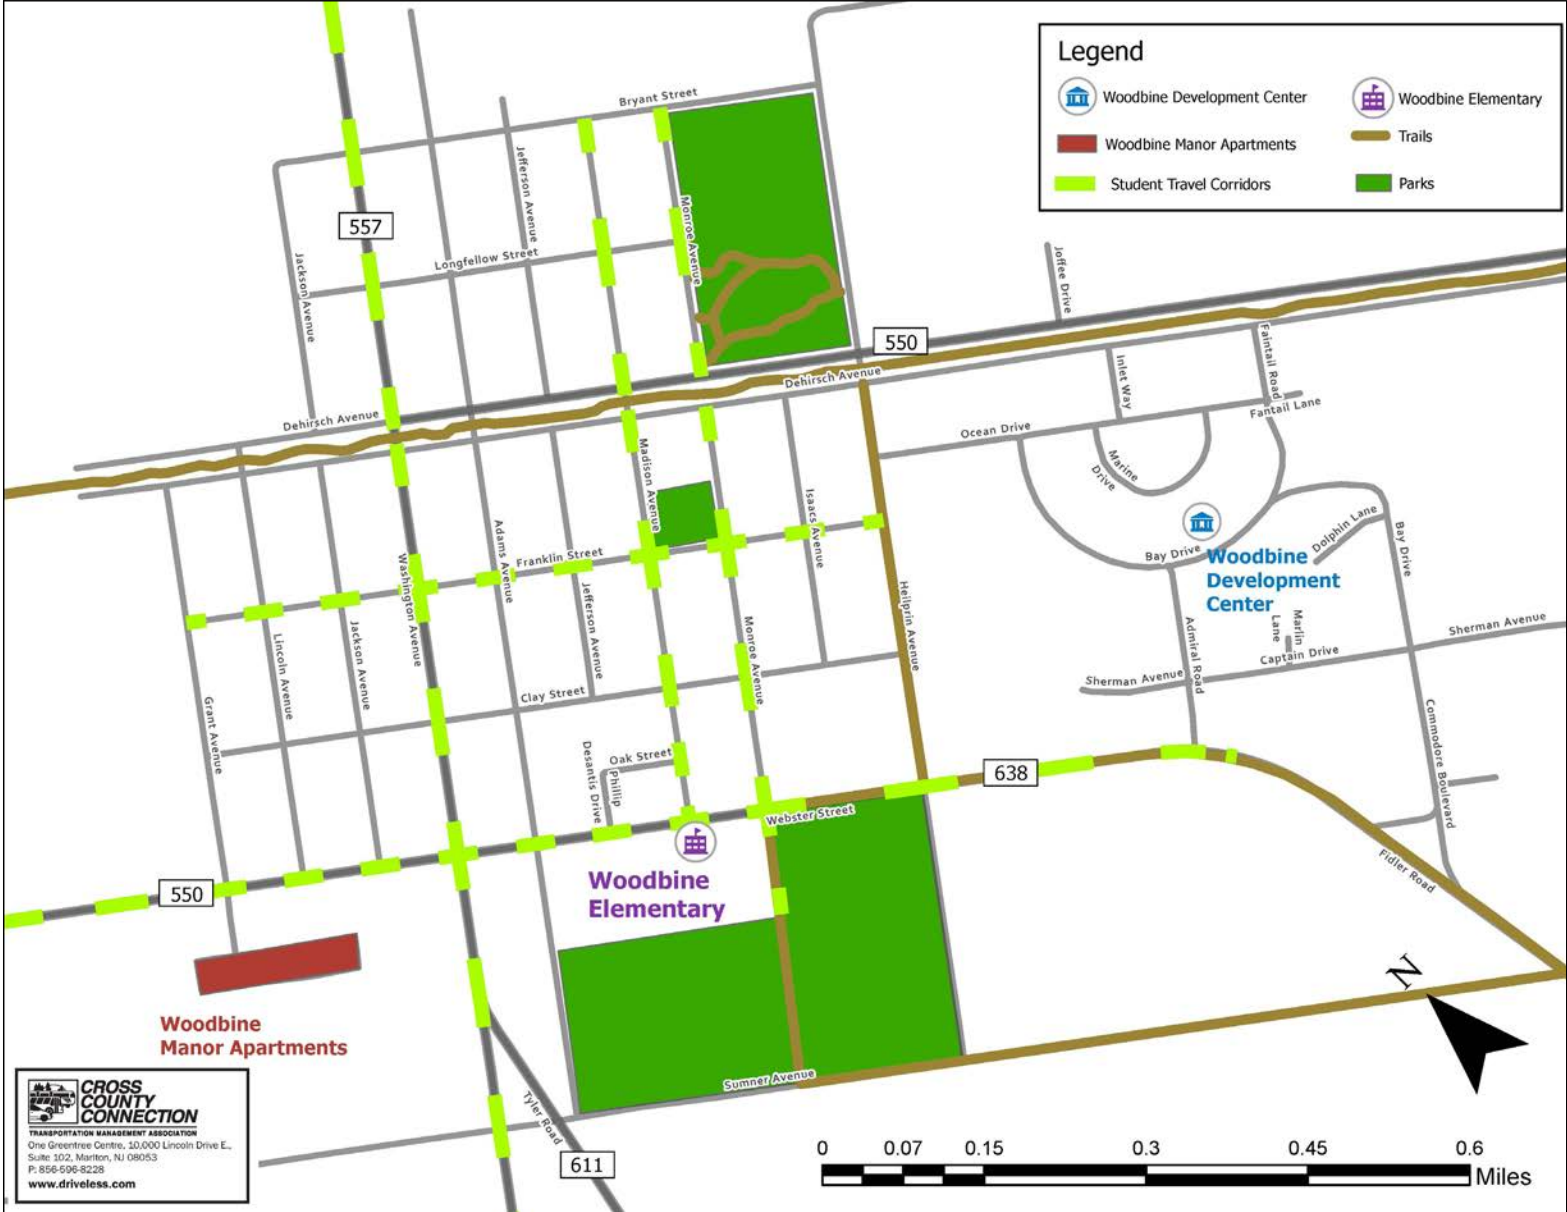 Legend
Woodbine Development Center
Woodbine Elementary
Woodbine Manor Apartments
Trails
Student Travel Corridors
Parks
Bryant Street
Jefferson Avenue
557
Monroe Avenue
Longfellow Street
Jackson Avenue
Joffee Drive
550
Dehirsch Avenue
Dehirsch Avenue
Inlet Way
Faintail Road
Fantail Lane
Ocean Drive
Marine
Drive
Madison Avenue
Isaacs Avenue
Adams Avenue
Franklin Street
Washington Avenue
Jefferson Avenue
Heilprin Avenue
Bay Drive
Dolphin Lane
Bay Drive
Woodbine
Development
Center
Marlin
Lane
Captain Drive
Sherman Avenue
Sherman Avenue
Admiral Road
Lincoln Avenue
Jackson Avenue
Monroe Avenue
Grant Avenue
Clay Street
Oak Street
Phillip
Desantis Drive
638
Webster Street
Commodore Boulevard
Fidler Road
Woodbine
Elementary
550
Woodbine
Manor Apartments
N
Sumner Avenue
Tyler Road
611
CROSS
COUNTY
CONNECTION
TRANSPORTATION MANAGEMENT ASSOCIATION
One Greentree Centre, 10,000 Lincoln Drive E.,
Suite 102, Marlton, NJ 08053
P: 856-596-8228
www.driveless.com
0 0.07 0.15 0.3 0.45 0.6
Miles